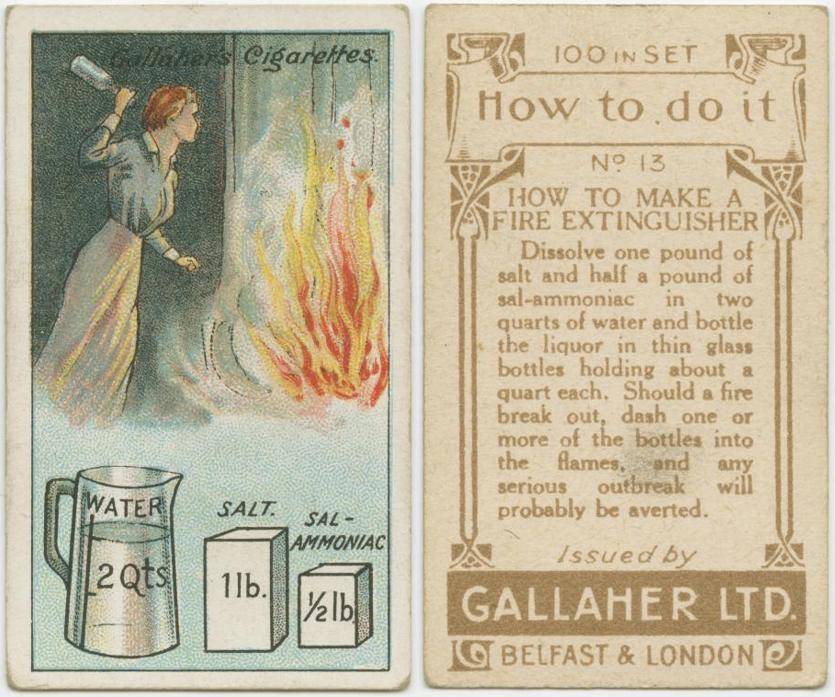 Gallaher's Cigarettes.
WATER
2 Qts
SALT.
1 lb.
SAL-
AMMONIAC
½ lb
100 IN SET
How to do it
Nº 13
HOW TO MAKE A
FIRE EXTINGUISHER
Dissolve one pound of
salt and half a pound of
sal-ammoniac in two
quarts of water and bottle
the liquor in thin glass
bottles holding about a
quart each. Should a fire
break out, dash one or
more of the bottles into
the flames, and any
serious outbreak will
probably be averted.
Issued by
GALLAHER LTD.
BELFAST & LONDON